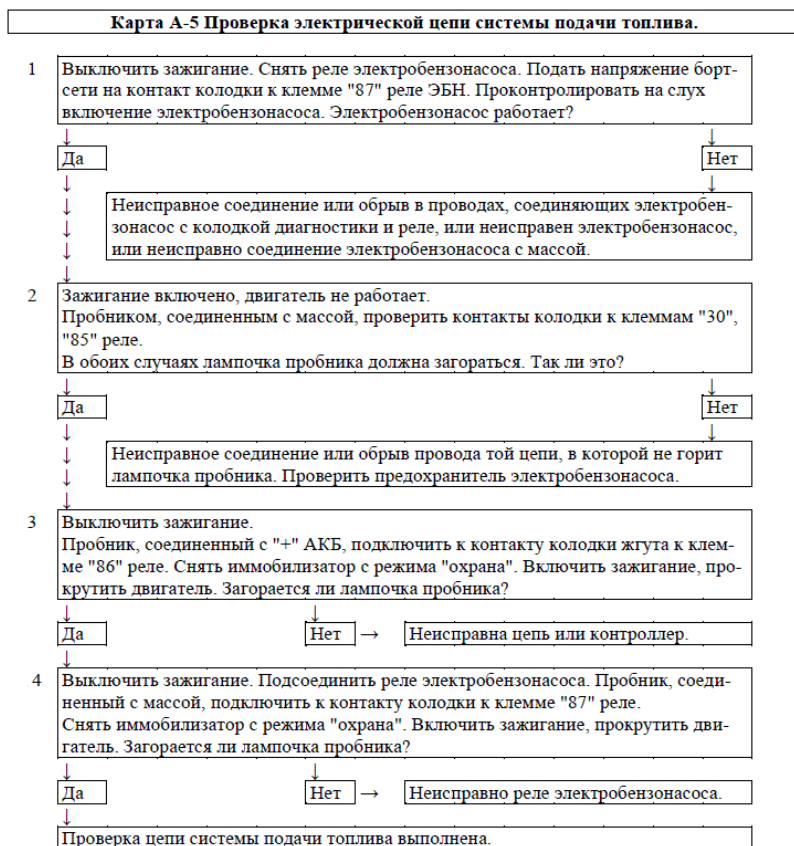 Карта А-5 Проверка электрической цепи системы подачи топлива.
1 Выключить зажигание. Снять реле электробензонасоса. Подать напряжение борт-
сети на контакт колодки к клемме "87" реле ЭБН. Проконтролировать на слух
включение электробензонасоса. Электробензонасос работает?
↓ ↓
Да Нет
↓ ↓
↓ Неисправное соединение или обрыв в проводах, соединяющих электробен-
↓ зонасос с колодкой диагностики и реле, или неисправен электробензонасос,
↓ или неисправно соединение электробензонасоса с массой.
↓
2 Зажигание включено, двигатель не работает.
Пробником, соединенным с массой, проверить контакты колодки к клеммам "30",
"85" реле.
В обоих случаях лампочка пробника должна загораться. Так ли это?
↓ ↓
Да Нет
↓ ↓
↓ Неисправное соединение или обрыв провода той цепи, в которой не горит
↓ лампочка пробника. Проверить предохранитель электробензонасоса.
↓
3 Выключить зажигание.
Пробник, соединенный с "+" АКБ, подключить к контакту колодки жгута к клем-
ме "86" реле. Снять иммобилизатор с режима "охрана". Включить зажигание, про-
крутить двигатель. Загорается ли лампочка пробника?
↓ ↓
Да Нет → Неисправна цепь или контроллер.
↓
4 Выключить зажигание. Подсоединить реле электробензонасоса. Пробник, соеди-
ненный с массой, подключить к контакту колодки к клемме "87" реле.
Снять иммобилизатор с режима "охрана". Включить зажигание, прокрутить дви-
гатель. Загорается ли лампочка пробника?
↓ ↓
Да Нет → Неисправно реле электробензонасоса.
↓
Проверка цепи системы подачи топлива выполнена.